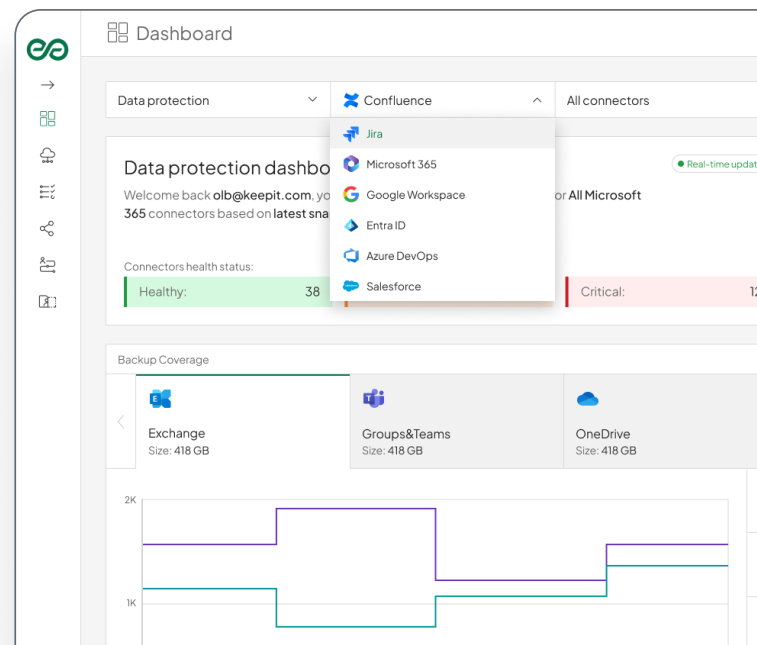 Dashboard
Data protection
Confluence
All connectors
Jira
Microsoft 365
Google Workspace
Entra ID
Azure DevOps
Salesforce
Data protection dashbo
Real-time updat
Welcome back olb@keepit.com, yo
or All Microsoft
365 connectors based on latest sna
Connectors health status:
Healthy: 38
Critical: 12
Backup Coverage
Exchange
Size: 418 GB
Groups&Teams
Size: 418 GB
OneDrive
Size: 418 GB
2K
1K